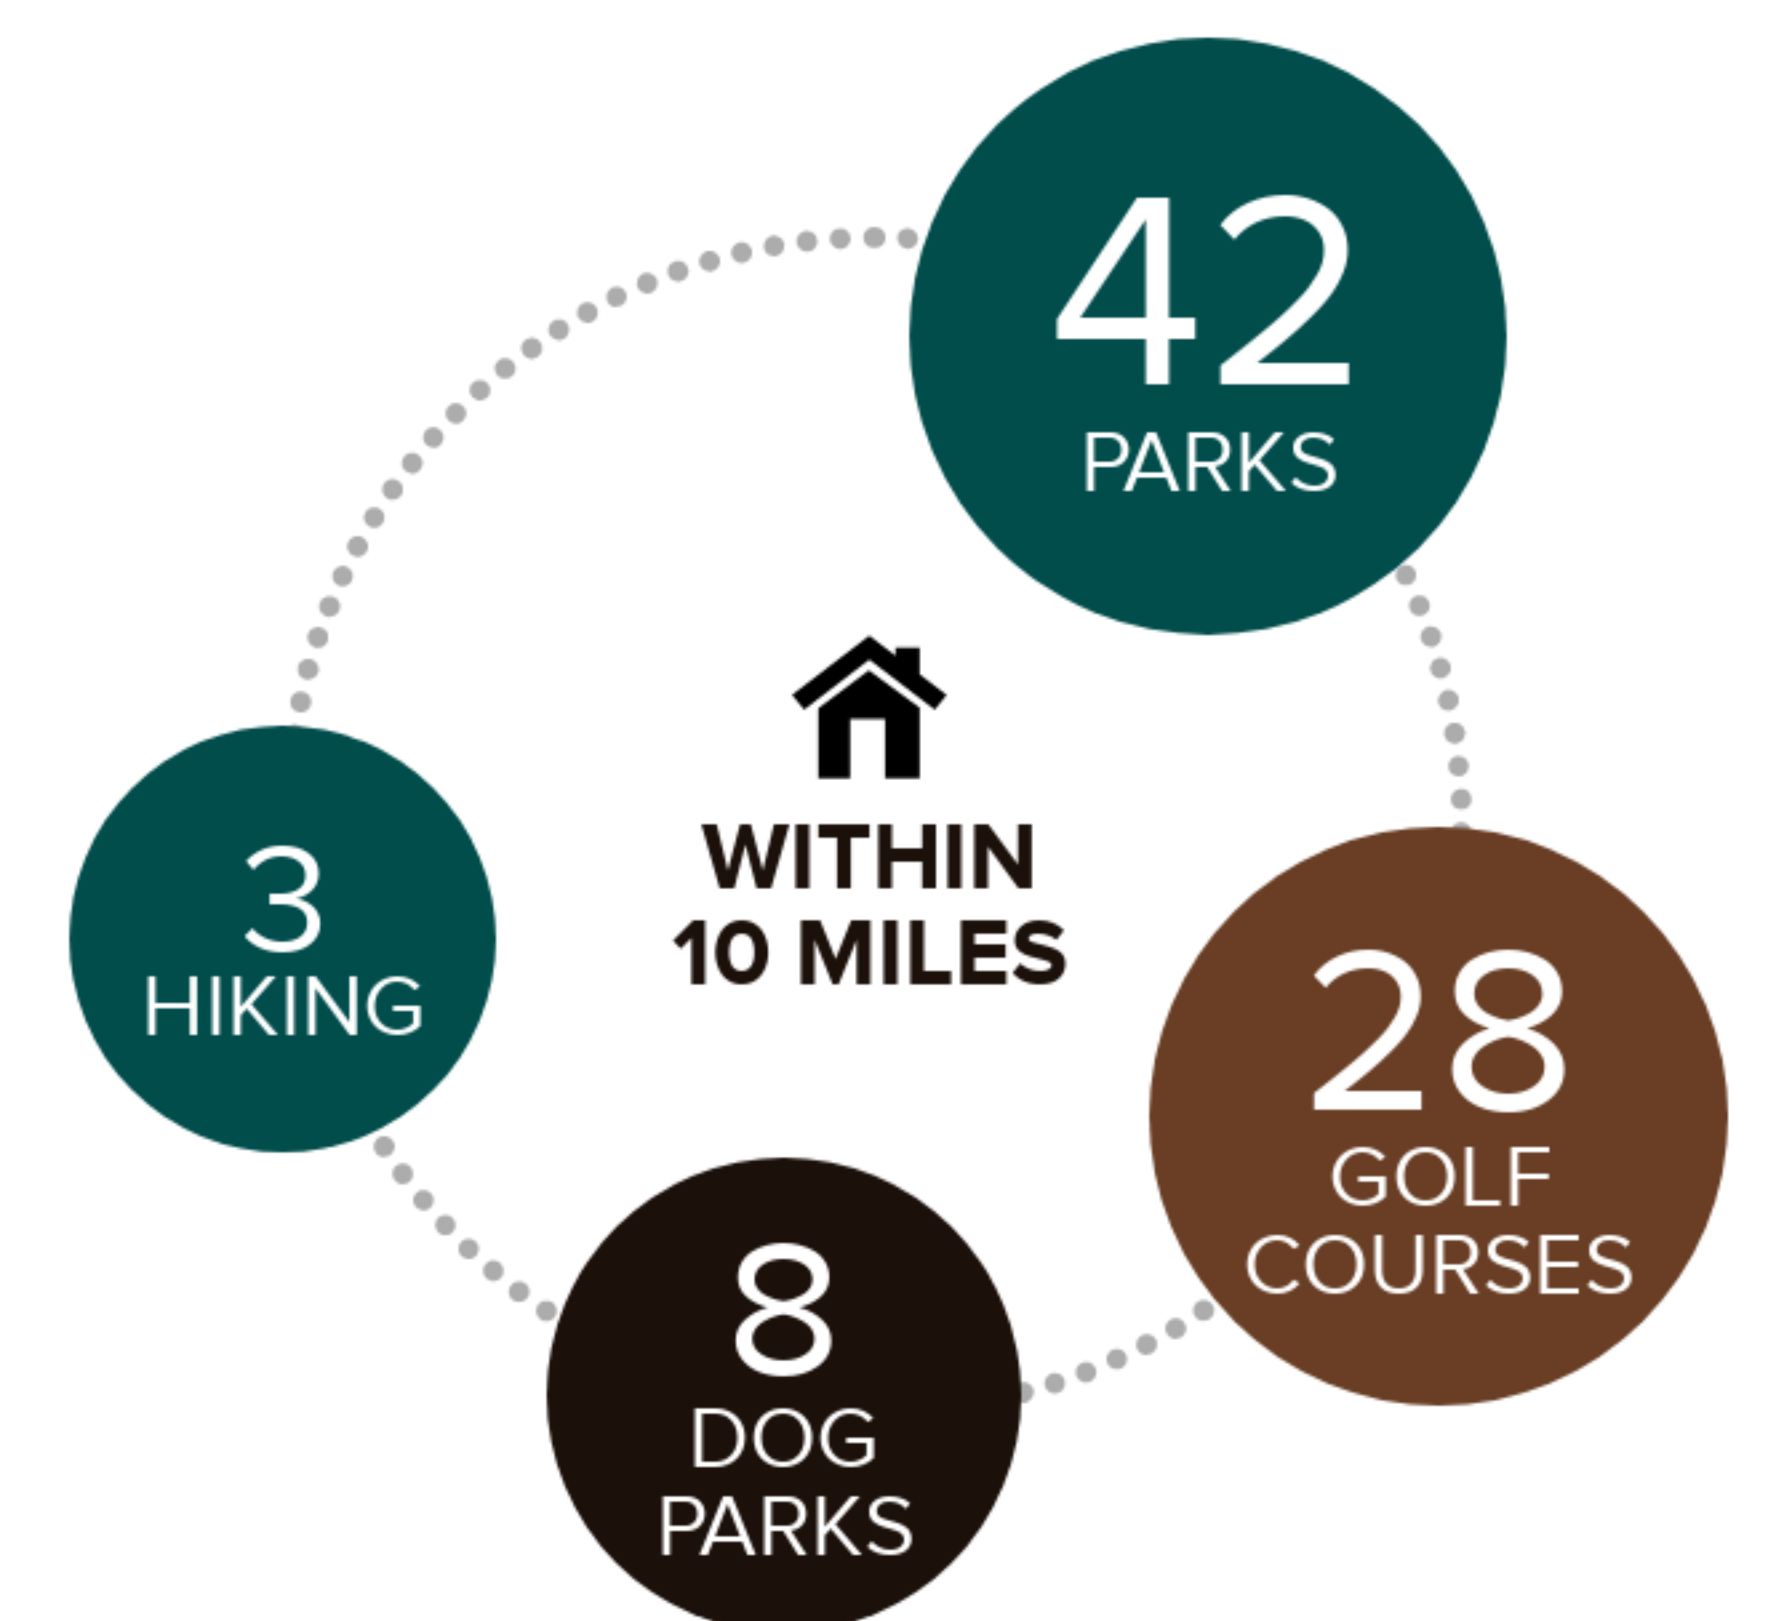 42
PARKS
WITHIN
10 MILES
3
HIKING
28
GOLF
COURSES
8
DOG
PARKS